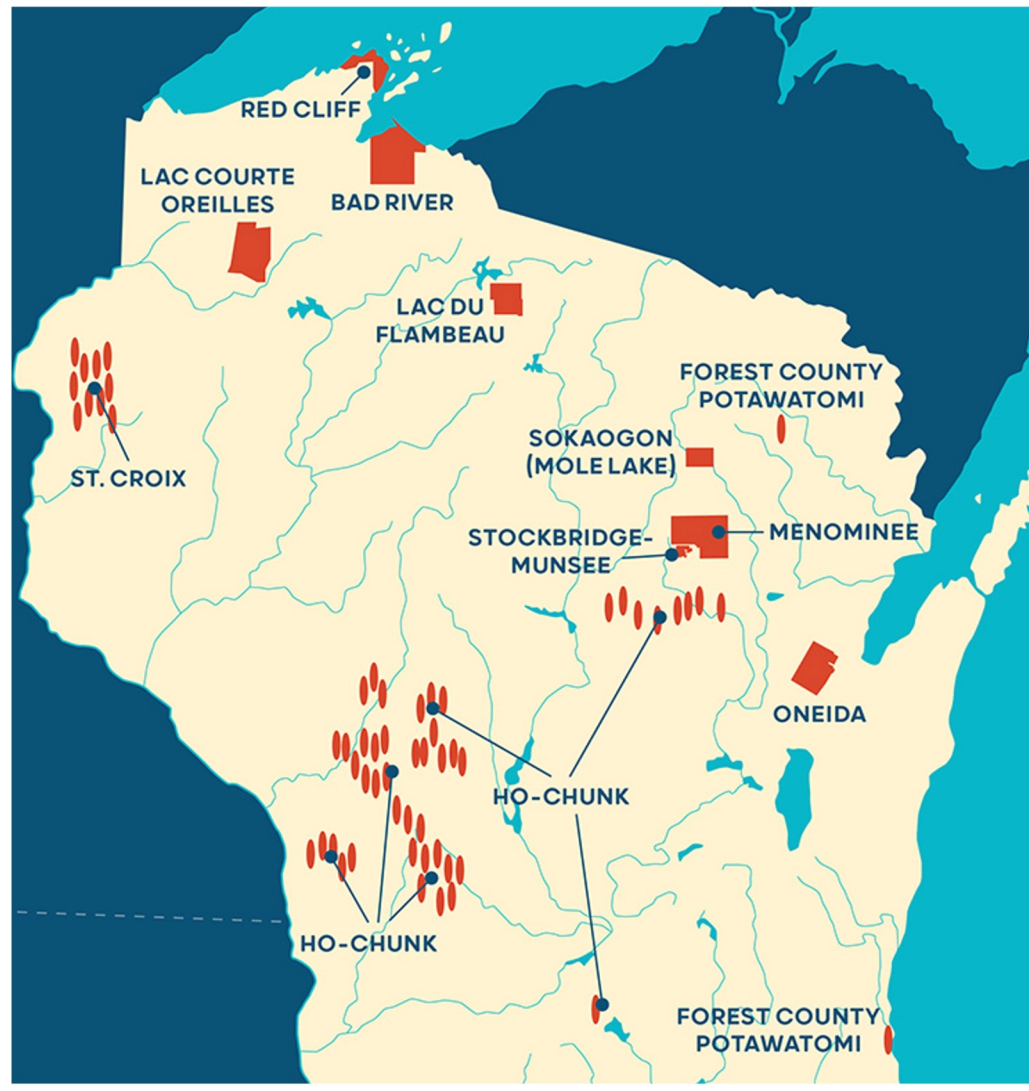 RED CLIFF
LAC COURTE
OREILLES
BAD RIVER
LAC DU
FLAMBEAU
FOREST COUNTY
POTAWATOMI
SOKAOGON
(MOLE LAKE)
ST. CROIX
STOCKBRIDGE-
MUNSEE
MENOMINEE
ONEIDA
HO-CHUNK
HO-CHUNK
FOREST COUNTY
POTAWATOMI